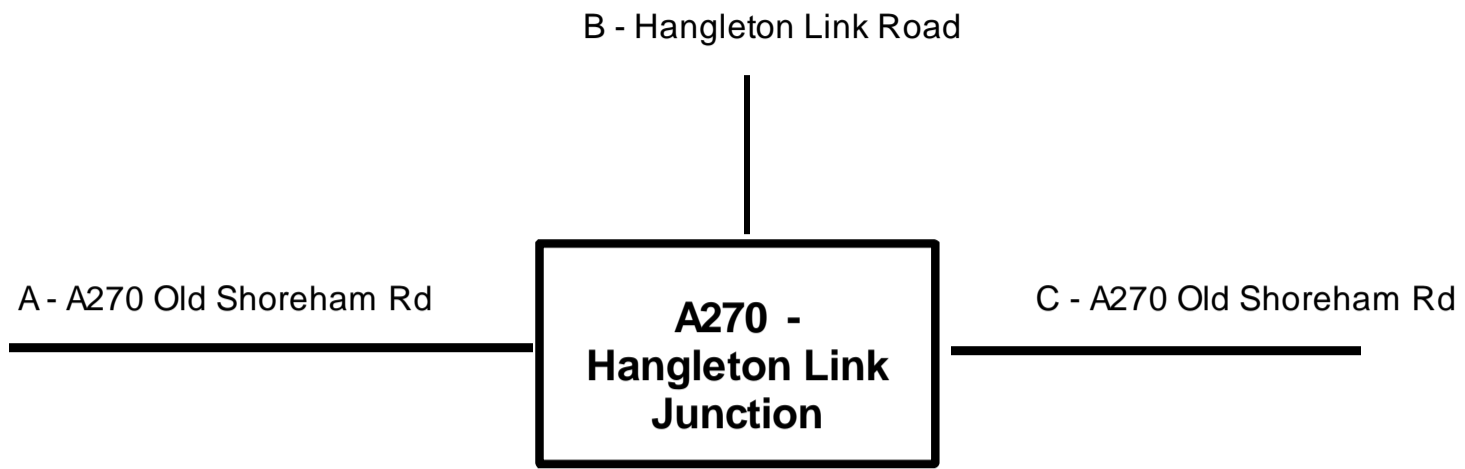 B - Hangleton Link Road
A - A270 Old Shoreham Rd
A270 -
Hangleton Link
Junction
C - A270 Old Shoreham Rd